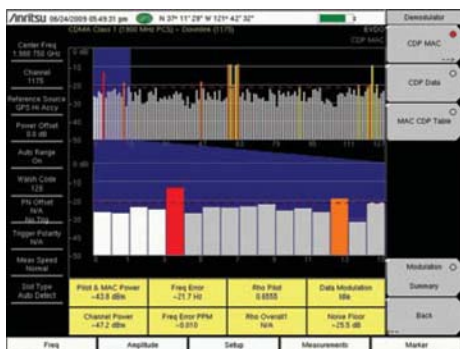 Anritsu 06/24/2009 05:49:31 pm N 37° 11' 28" W 121° 42' 32"
Demodulator
CDMA Class 1 (1900 MHz PCS) - Downlink (1175)
EVDO
CDP MAC
Center Freq
1.988 750 GHz
Channel
1175
Reference Source
GPS Hi Accy
Power Offset
0.0 dB
Auto Range
On
Walsh Code
128
PN Offset
N/A
No Trig
Trigger Polarity
N/A
Meas Speed
Normal
Slot Type
Auto Detect
CDP MAC
CDP Data
MAC CDP Table
Modulation
Summary
Back
Pilot & MAC Power
-43.8 dBm
Freq Error
-21.7 Hz
Rho Pilot
Data Modulation
Idle
Channel Power
-47.2 dBm
Freq Error PPM
-0.010
Rho Overall1
N/A
Noise Floor
-25.5 dB
Freq
Amplitude
Setup
Measurements
Marker